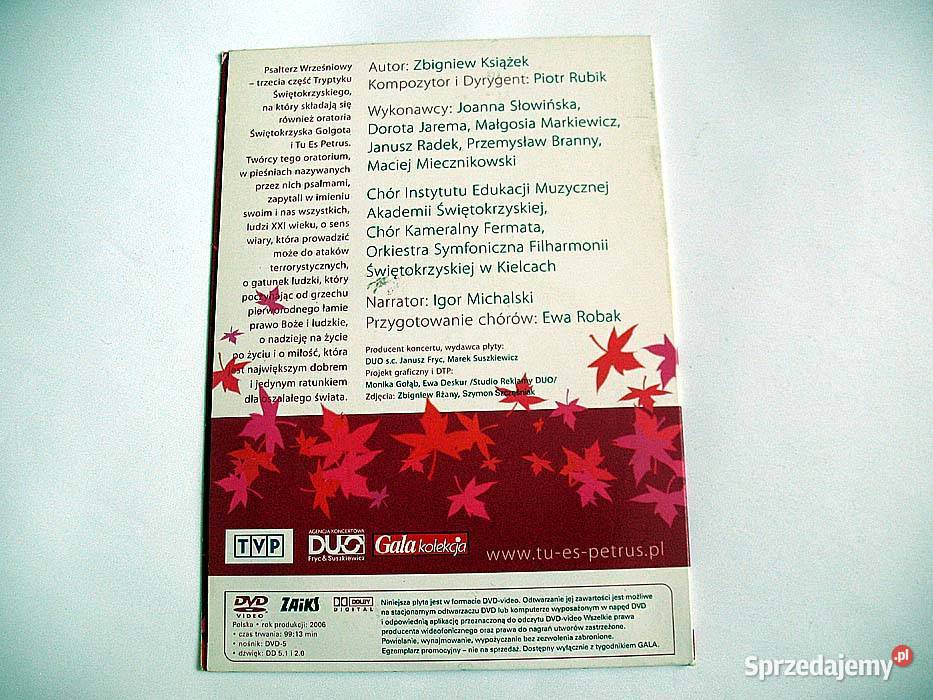 Psałterz Wrześniowy
– trzecia część Tryptyku
Świętokrzyskiego,
na który składają się
również oratoria
Świętokrzyska Golgota
i Tu Es Petrus.
Twórcy tego oratorium,
w pieśniach nazywanych
przez nich psalmami,
zapytali w imieniu
swoim i nas wszystkich,
ludzi XXI wieku, o sens
wiary, która prowadzić
może do ataków
terrorystycznych,
o gatunek ludzki, który
poczynając od grzechu
pierworodnego łamie
prawo Boże i ludzkie,
o nadzieję na życie
po życiu i o miłość, która
jest największym dobrem
i jedynym ratunkiem
dla oszalałego świata.
Autor: Zbigniew Książek
Kompozytor i Dyrygent: Piotr Rubik
Wykonawcy: Joanna Słowińska,
Dorota Jarema, Małgosia Markiewicz,
Janusz Radek, Przemysław Branny,
Maciej Miecznikowski
Chór Instytutu Edukacji Muzycznej
Akademii Świętokrzyskiej,
Chór Kameralny Fermata,
Orkiestra Symfoniczna Filharmonii
Świętokrzyskiej w Kielcach
Narrator: Igor Michalski
Przygotowanie chórów: Ewa Robak
Producent koncertu, wydawca płyty:
DUO s.c. Janusz Fryc, Marek Suszkiewicz
Projekt graficzny i DTP:
Monika Gołąb, Ewa Deskur /Studio Reklamy DUO/
Zdjęcia: Zbigniew Rżany, Szymon Szcześniak
TVP
AGENCJA KONCERTOWA
DUO
Fryc & Suszkiewicz
Gala kolekcja
www.tu-es-petrus.pl
DVD
VIDEO
ZAiKS
DOLBY
DIGITAL
Polska • rok produkcji: 2006
• czas trwania: 99:13 min
• nośnik: DVD-5
• dźwięk: DD 5.1 i 2.0
Niniejsza płyta jest w formacie DVD-video. Odtwarzanie jej zawartości jest możliwe
na stacjonarnym odtwarzaczu DVD lub komputerze wyposażonym w napęd DVD
i odpowiednią aplikację przeznaczoną do odczytu DVD-video Wszelkie prawa
producenta wideofonicznego oraz prawa do nagrań utworów zastrzeżone.
Powielanie, wynajmowanie, wypożyczanie bez zezwolenia zabronione.
Egzemplarz promocyjny – nie na sprzedaż. Dostępny wyłącznie z tygodnikiem GALA.
Sprzedajemy.pl